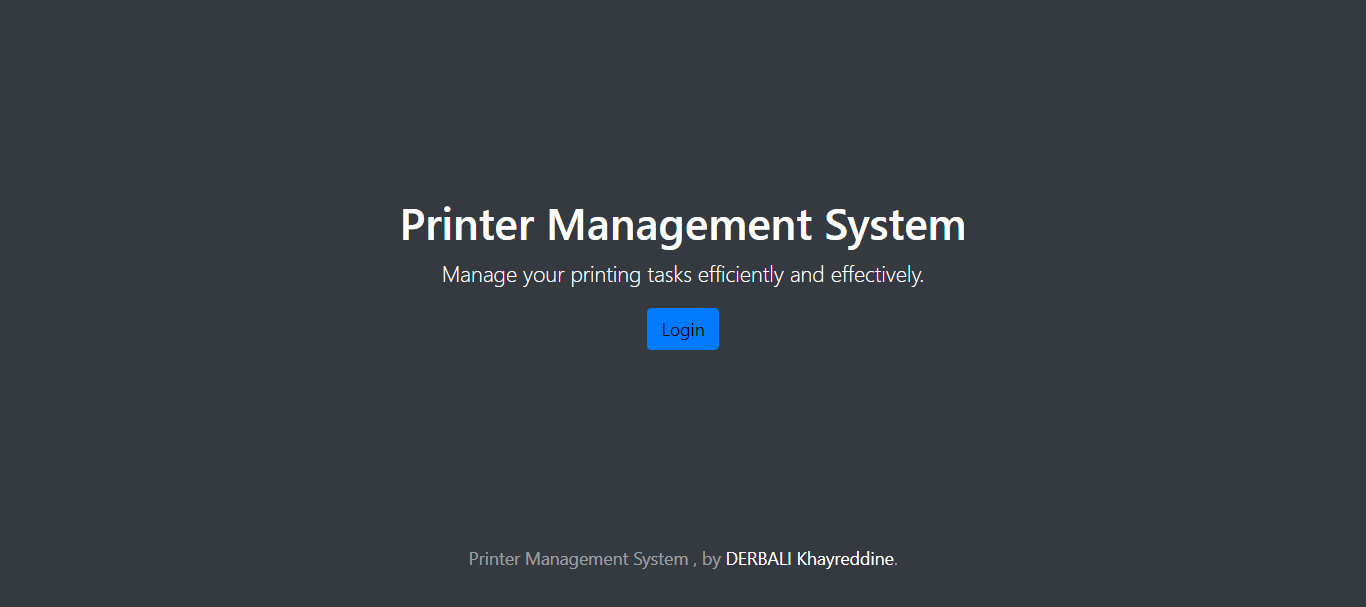 Printer Management System
Manage your printing tasks efficiently and effectively.
Login
Printer Management System , by DERBALI Khayreddine.